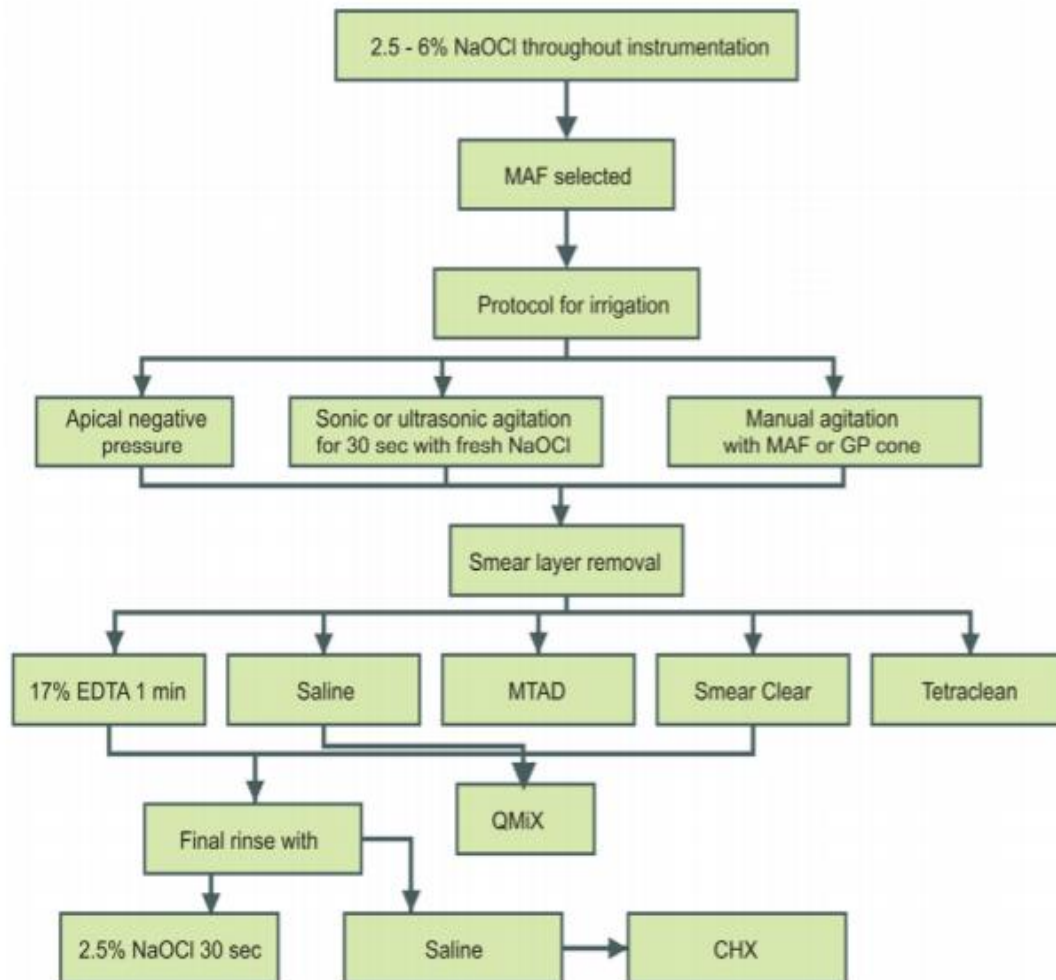 2.5 - 6% NaOCl throughout instrumentation
MAF selected
Protocol for irrigation
Apical negative
pressure
Sonic or ultrasonic agitation
for 30 sec with fresh NaOCl
Manual agitation
with MAF or GP cone
Smear layer removal
17% EDTA 1 min
Saline
MTAD
Smear Clear
Tetraclean
Final rinse with
QMiX
2.5% NaOCl 30 sec
Saline
CHX